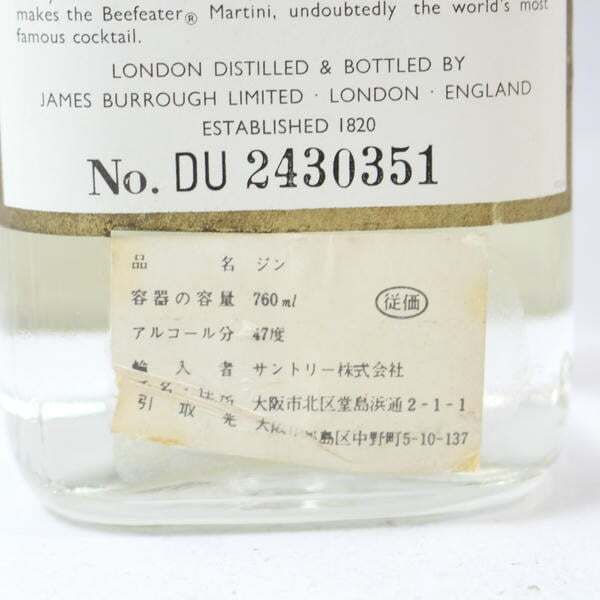 makes the Beefeater® Martini, undoubtedly the world's most
famous cocktail.
LONDON DISTILLED & BOTTLED BY
JAMES BURROUGH LIMITED · LONDON · ENGLAND
ESTABLISHED 1820
No. DU 2430351
品 名 ジン
容器の容量 760ml
従価
アルコール分 47度
輸入者 サントリー株式会社
住所 大阪市北区堂島浜通2-1-1
引取先 大阪市 島区中野町5-10-137